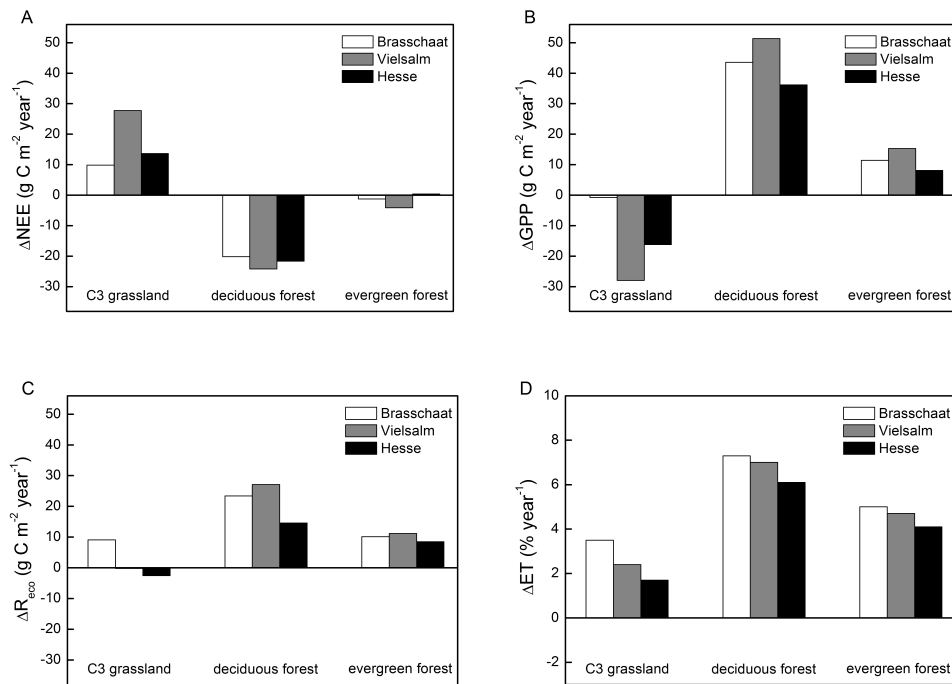 A
ΔNEE (g C m⁻² year⁻¹)
50
40
30
20
10
0
-10
-20
-30
Brasschaat
Vielsalm
Hesse
C3 grassland deciduous forest evergreen forest
B
ΔGPP (g C m⁻² year⁻¹)
50
40
30
20
10
0
-10
-20
-30
Brasschaat
Vielsalm
Hesse
C3 grassland deciduous forest evergreen forest
C
ΔR_eco (g C m⁻² year⁻¹)
50
40
30
20
10
0
-10
-20
-30
Brasschaat
Vielsalm
Hesse
C3 grassland deciduous forest evergreen forest
D
ΔET (% year⁻¹)
10
8
6
4
2
0
-2
Brasschaat
Vielsalm
Hesse
C3 grassland deciduous forest evergreen forest